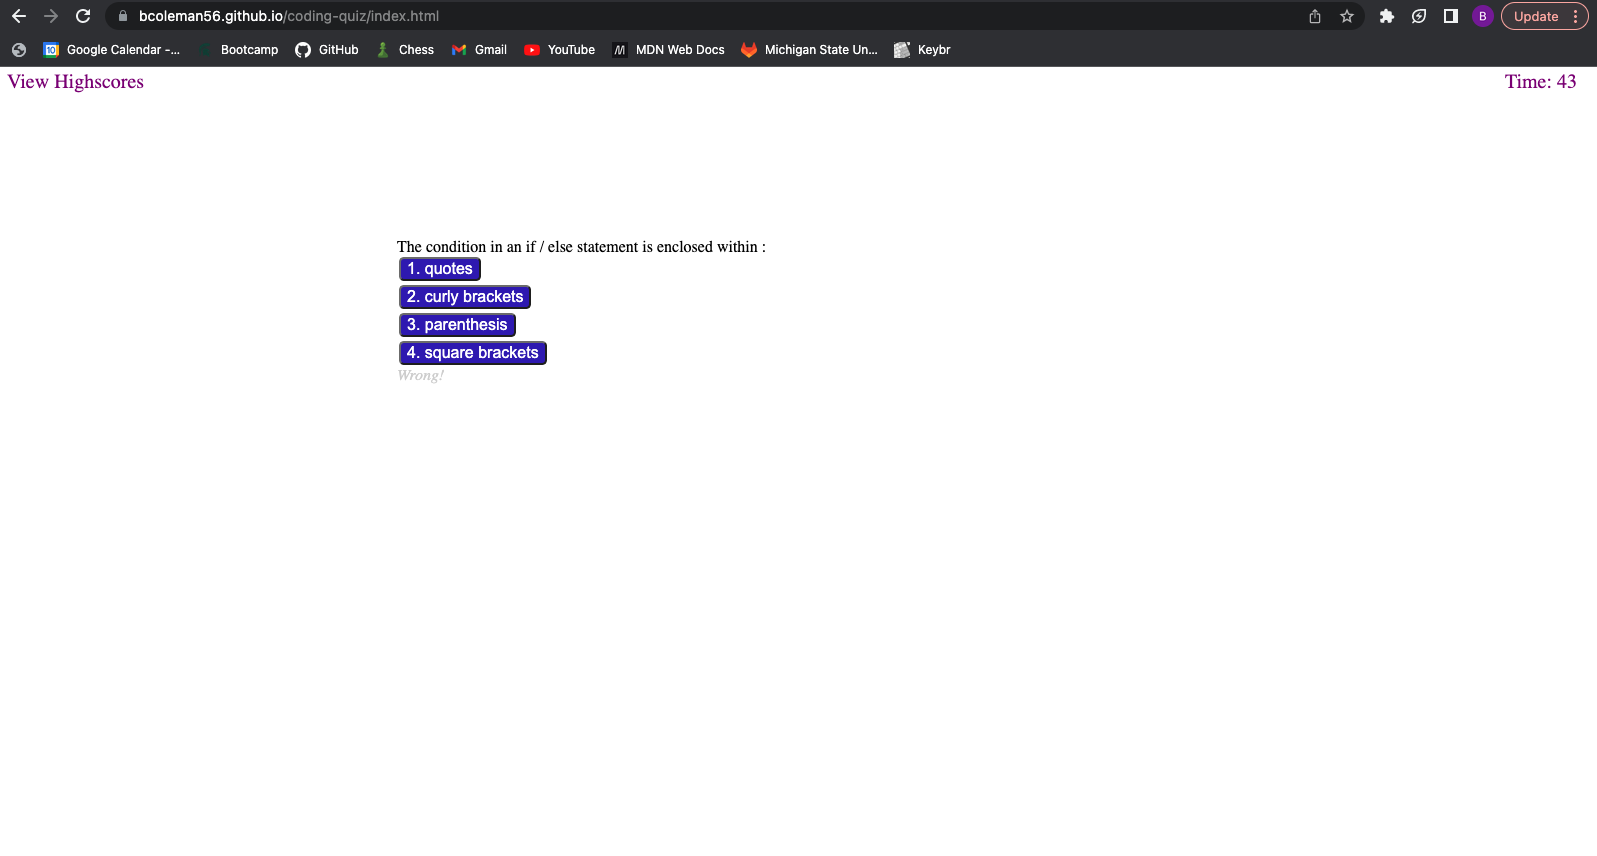 bcoleman56.github.io/coding-quiz/index.html
B
Update
10
Google Calendar -...
Bootcamp
GitHub
Chess
Gmail
YouTube
MDN Web Docs
Michigan State Un...
Keybr
View Highscores
Time: 43
The condition in an if / else statement is enclosed within :
1. quotes
2. curly brackets
3. parenthesis
4. square brackets
Wrong!